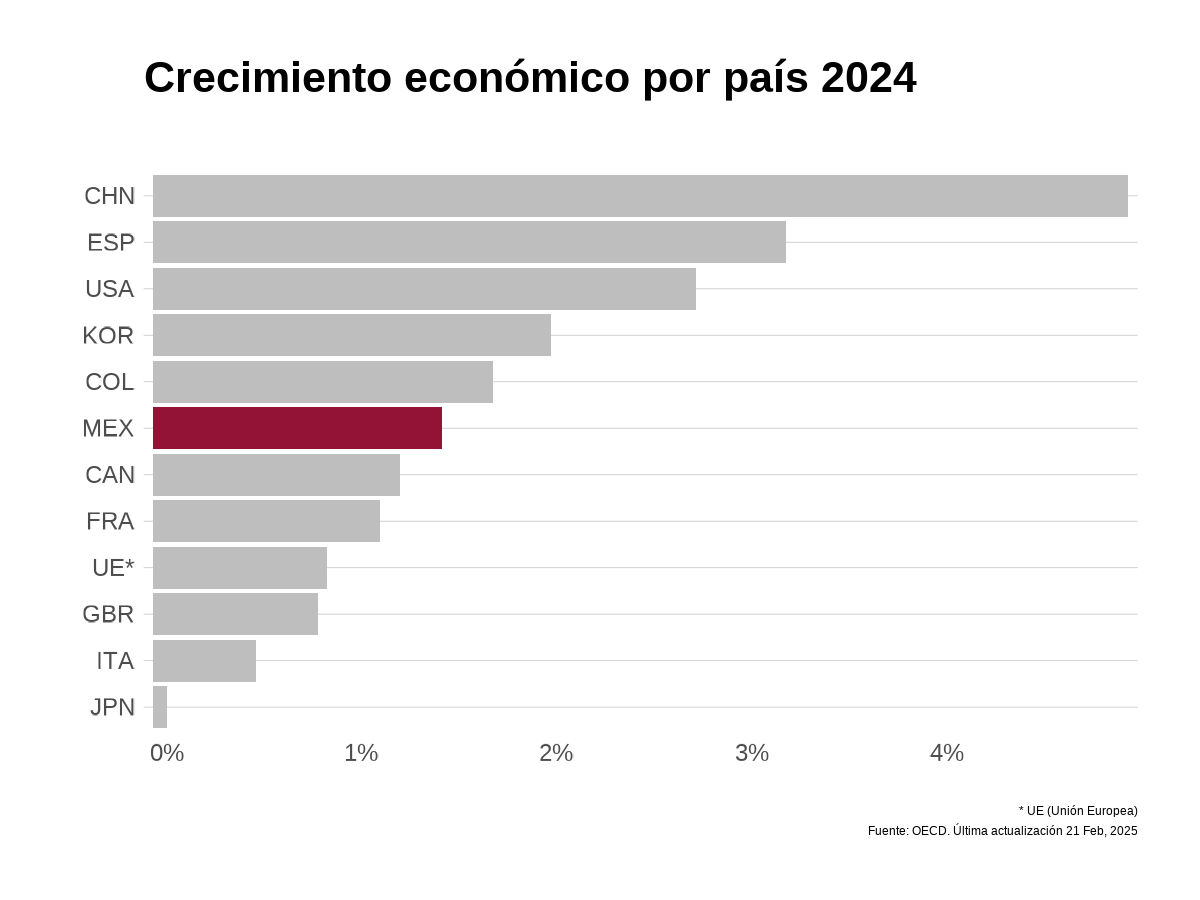 Crecimiento económico por país 2024
CHN
ESP
USA
KOR
COL
MEX
CAN
FRA
UE*
GBR
ITA
JPN
0% 1% 2% 3% 4%
* UE (Unión Europea)
Fuente: OECD. Última actualización 21 Feb, 2025